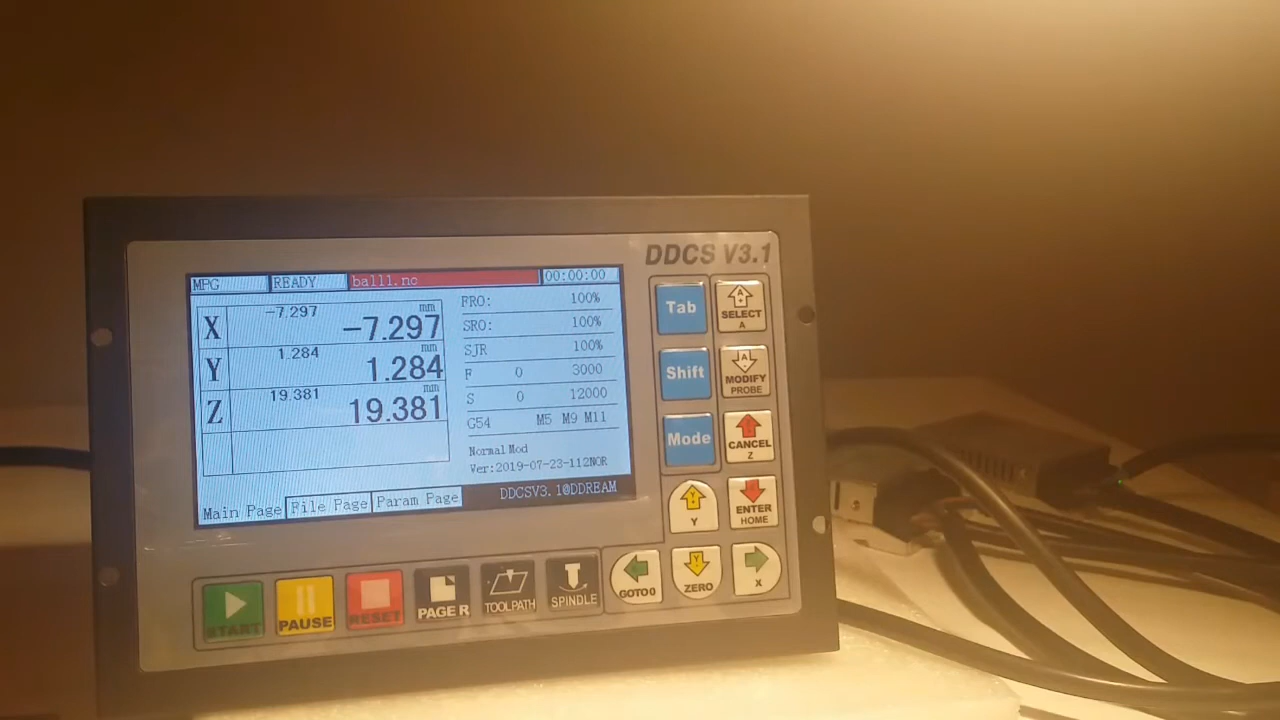 DDCS V3.1
MPG READY ball1.nc 00:00:00
X -7.297 mm -7.297
Y 1.284 mm 1.284
Z 19.381 mm 19.381
FRO: 100%
SRO: 100%
SJR 100%
F 0 3000
S 0 12000
G54 M5 M9 M11
Normal Mod
Ver:2019-07-23-112NOR
Main Page File Page Param Page DDCSV3.1@DDREAM
Tab
A
SELECT
A
Shift
A
MODIFY
PROBE
Mode
CANCEL
Z
Y
Y
ENTER
HOME
START
PAUSE
RESET
PAGE R
TOOLPATH
SPINDLE
GOTO0
Y
ZERO
X